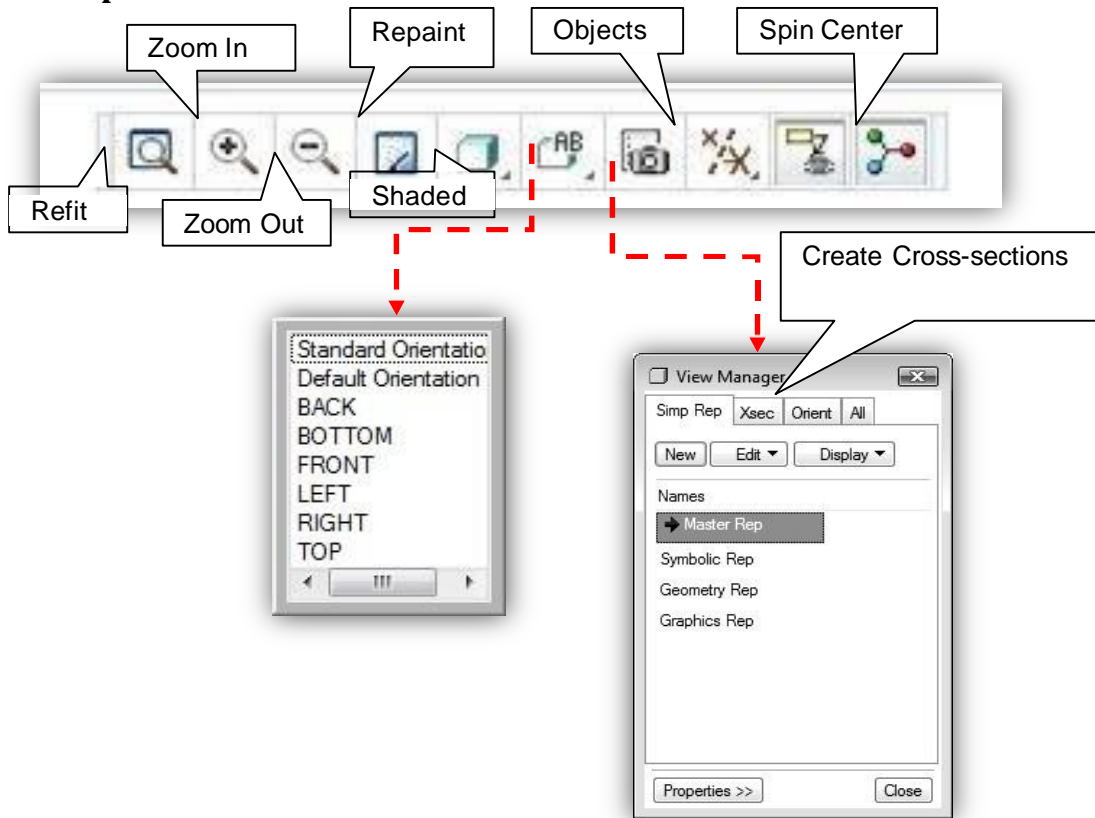 Zoom In
Repaint
Objects
Spin Center
AB
Refit
Zoom Out
Shaded
Create Cross-sections
Standard Orientatio
Default Orientation
BACK
BOTTOM
FRONT
LEFT
RIGHT
TOP
View Manager
Simp Rep Xsec Orient All
New Edit Display
Names
Master Rep
Symbolic Rep
Geometry Rep
Graphics Rep
Properties >> Close